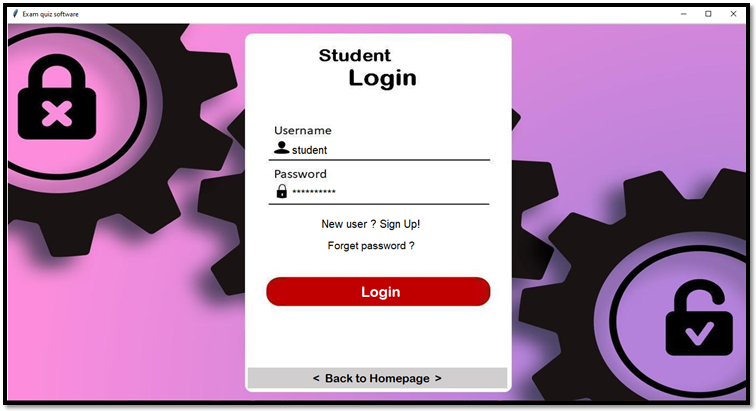 Exam quiz software
Student
Login
Username
student
Password
**********
New user ? Sign Up!
Forget password ?
Login
< Back to Homepage >